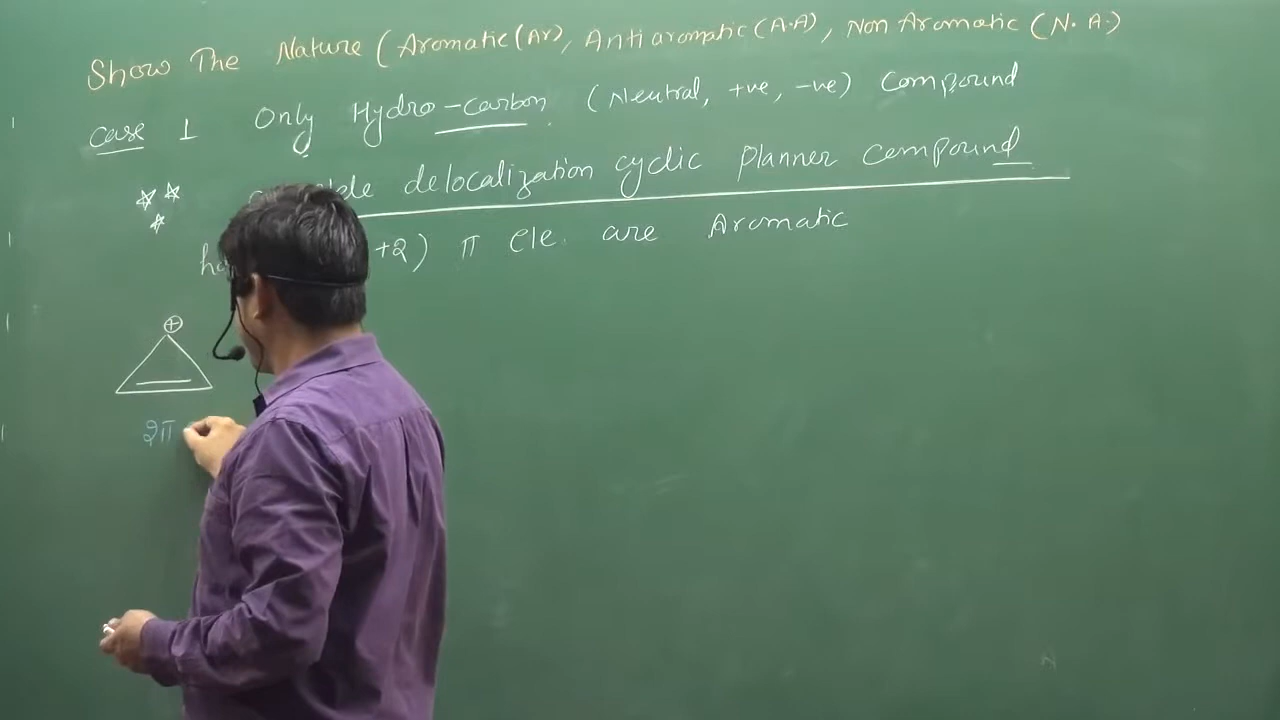 Show The Nature (Aromatic(Ar), Antiaromatic(A.A), Non Aromatic (N.A.)
Case 1 Only Hydro-carbon (Neutral, +ve, -ve) Compound
delocalization cyclic planner compound
+2) π ele. are Aromatic
⊕
2π